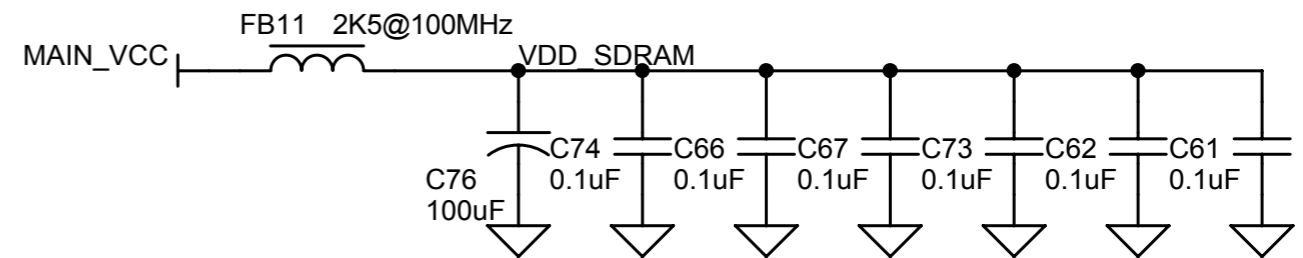 FB11 2K5@100MHz
MAIN_VCC
VDD_SDRAM
C76
100uF
C74
0.1uF
C66
0.1uF
C67
0.1uF
C73
0.1uF
C62
0.1uF
C61
0.1uF